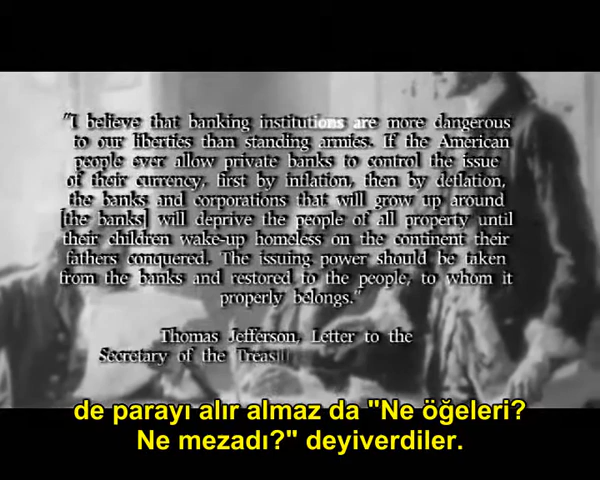 "I believe that banking institutions are more dangerous
to our liberties than standing armies. If the American
people ever allow private banks to control the issue
of their currency, first by inflation, then by deflation,
the banks and corporations that will grow up around
[the banks] will deprive the people of all property until
their children wake-up homeless on the continent their
fathers conquered. The issuing power should be taken
from the banks and restored to the people, to whom it
properly belongs."
Thomas Jefferson, Letter to the
Secretary of the
de parayı alır almaz da "Ne öğeleri?
Ne mezadı?" deyiverdiler.